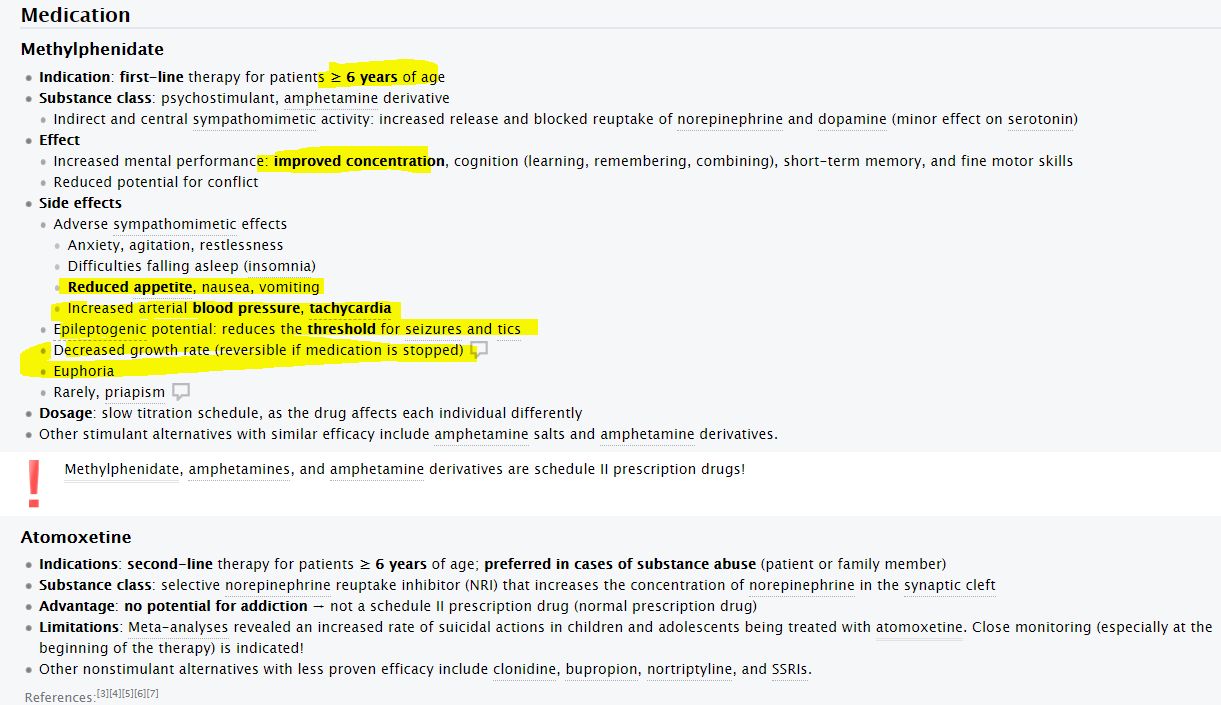 Medication
Methylphenidate
Indication: first-line therapy for patients ≥ 6 years of age
Substance class: psychostimulant, amphetamine derivative
Indirect and central sympathomimetic activity: increased release and blocked reuptake of norepinephrine and dopamine (minor effect on serotonin)
Effect
Increased mental performance: improved concentration, cognition (learning, remembering, combining), short-term memory, and fine motor skills
Reduced potential for conflict
Side effects
Adverse sympathomimetic effects
Anxiety, agitation, restlessness
Difficulties falling asleep (insomnia)
Reduced appetite, nausea, vomiting
Increased arterial blood pressure, tachycardia
Epileptogenic potential: reduces the threshold for seizures and tics
Decreased growth rate (reversible if medication is stopped)
Euphoria
Rarely, priapism
Dosage: slow titration schedule, as the drug affects each individual differently
Other stimulant alternatives with similar efficacy include amphetamine salts and amphetamine derivatives.
Methylphenidate, amphetamines, and amphetamine derivatives are schedule II prescription drugs!
Atomoxetine
Indications: second-line therapy for patients ≥ 6 years of age; preferred in cases of substance abuse (patient or family member)
Substance class: selective norepinephrine reuptake inhibitor (NRI) that increases the concentration of norepinephrine in the synaptic cleft
Advantage: no potential for addiction → not a schedule II prescription drug (normal prescription drug)
Limitations: Meta-analyses revealed an increased rate of suicidal actions in children and adolescents being treated with atomoxetine. Close monitoring (especially at the
beginning of the therapy) is indicated!
Other nonstimulant alternatives with less proven efficacy include clonidine, bupropion, nortriptyline, and SSRIs.
References:[3][4][5][6][7]